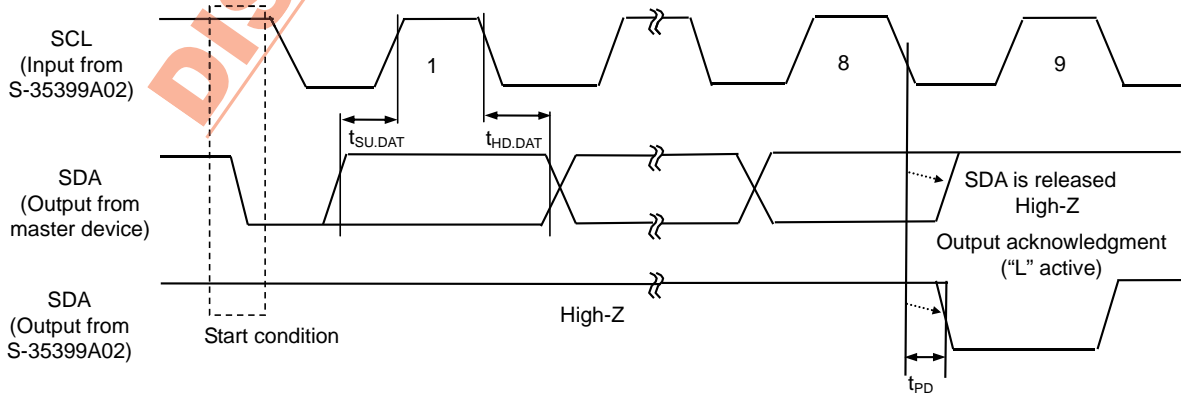 DIS
SCL
(Input from
S-35399A02)
1
8
9
tSU.DAT
tHD.DAT
SDA
(Output from
master device)
SDA is released
High-Z
Output acknowledgment
("L" active)
SDA
(Output from
S-35399A02)
High-Z
Start condition
tPD